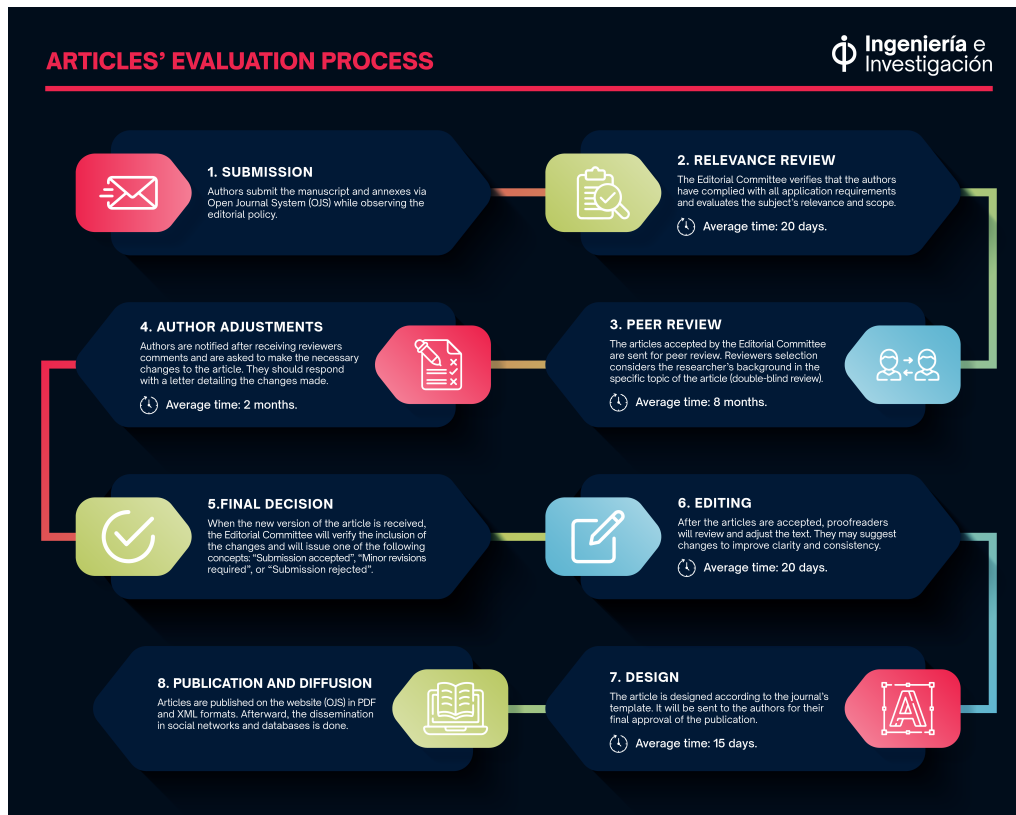 ARTICLES’ EVALUATION PROCESS
Ingeniería e
Investigación
1. SUBMISSION
Authors submit the manuscript and annexes via
Open Journal System (OJS) while observing the
editorial policy.
2. RELEVANCE REVIEW
The Editorial Committee verifies that the authors
have complied with all application requirements
and evaluates the subject’s relevance and scope.
Average time: 20 days.
3. PEER REVIEW
The articles accepted by the Editorial Committee
are sent for peer review. Reviewers selection
considers the researcher’s background in the
specific topic of the article (double-blind review).
Average time: 8 months.
4. AUTHOR ADJUSTMENTS
Authors are notified after receiving reviewers
comments and are asked to make the necessary
changes to the article. They should respond
with a letter detailing the changes made.
Average time: 2 months.
5.FINAL DECISION
When the new version of the article is received,
the Editorial Committee will verify the inclusion of
the changes and will issue one of the following
concepts: “Submission accepted”, “Minor revisions
required”, or “Submission rejected”.
6. EDITING
After the articles are accepted, proofreaders
will review and adjust the text. They may suggest
changes to improve clarity and consistency.
Average time: 20 days.
7. DESIGN
The article is designed according to the journal’s
template. It will be sent to the authors for their
final approval of the publication.
Average time: 15 days.
A
8. PUBLICATION AND DIFFUSION
Articles are published on the website (OJS) in PDF
and XML formats. Afterward, the dissemination
in social networks and databases is done.